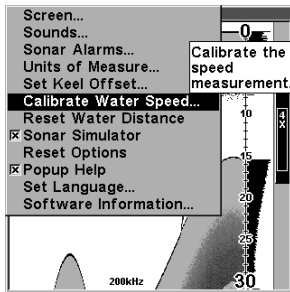 Screen...
Sounds...
Sonar Alarms...
Units of Measure...
Set Keel Offset...
Calibrate Water Speed...
Reset Water Distance
Sonar Simulator
Reset Options
Popup Help
Set Language...
Software Information...
Calibrate the
speed
measurement.
0
10
4
X
15
20
25
30
200kHz